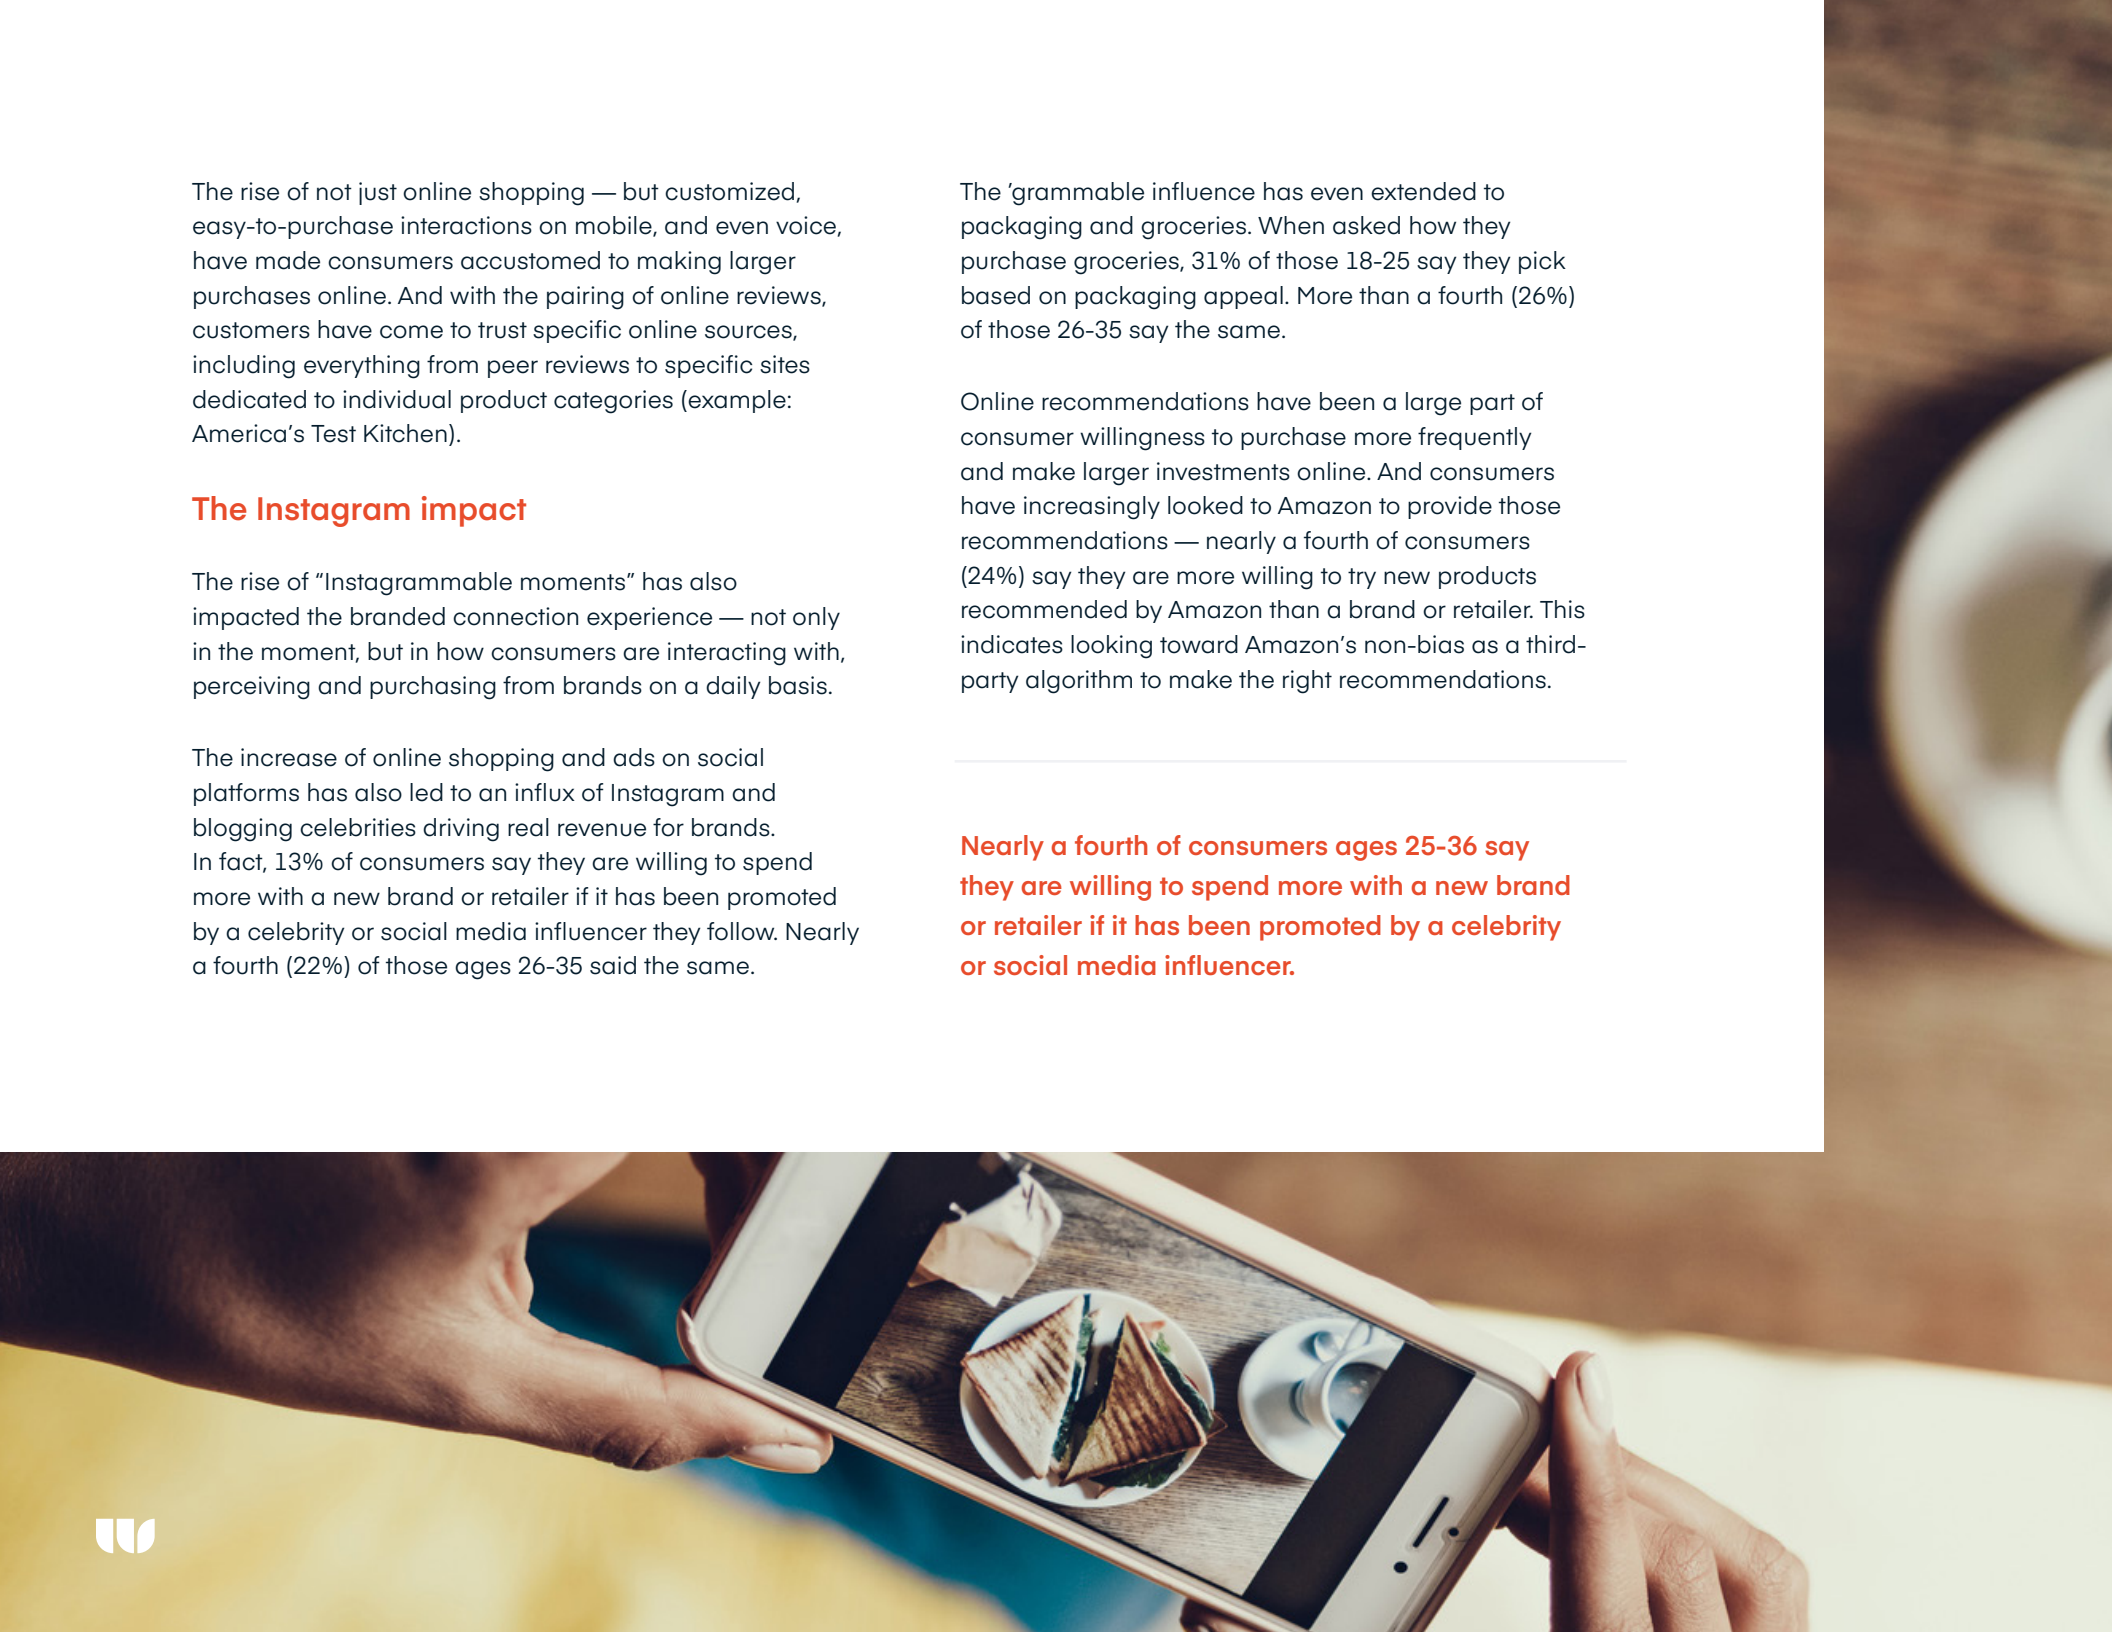 The rise of not just online shopping — but customized,
easy-to-purchase interactions on mobile, and even voice,
have made consumers accustomed to making larger
purchases online. And with the pairing of online reviews,
customers have come to trust specific online sources,
including everything from peer reviews to specific sites
dedicated to individual product categories (example:
America’s Test Kitchen).
The Instagram impact
The rise of “Instagrammable moments” has also
impacted the branded connection experience — not only
in the moment, but in how consumers are interacting with,
perceiving and purchasing from brands on a daily basis.
The increase of online shopping and ads on social
platforms has also led to an influx of Instagram and
blogging celebrities driving real revenue for brands.
In fact, 13% of consumers say they are willing to spend
more with a new brand or retailer if it has been promoted
by a celebrity or social media influencer they follow. Nearly
a fourth (22%) of those ages 26-35 said the same.
The ’grammable influence has even extended to
packaging and groceries. When asked how they
purchase groceries, 31% of those 18-25 say they pick
based on packaging appeal. More than a fourth (26%)
of those 26-35 say the same.
Online recommendations have been a large part of
consumer willingness to purchase more frequently
and make larger investments online. And consumers
have increasingly looked to Amazon to provide those
recommendations — nearly a fourth of consumers
(24%) say they are more willing to try new products
recommended by Amazon than a brand or retailer. This
indicates looking toward Amazon’s non-bias as a third-
party algorithm to make the right recommendations.
Nearly a fourth of consumers ages 25-36 say
they are willing to spend more with a new brand
or retailer if it has been promoted by a celebrity
or social media influencer.